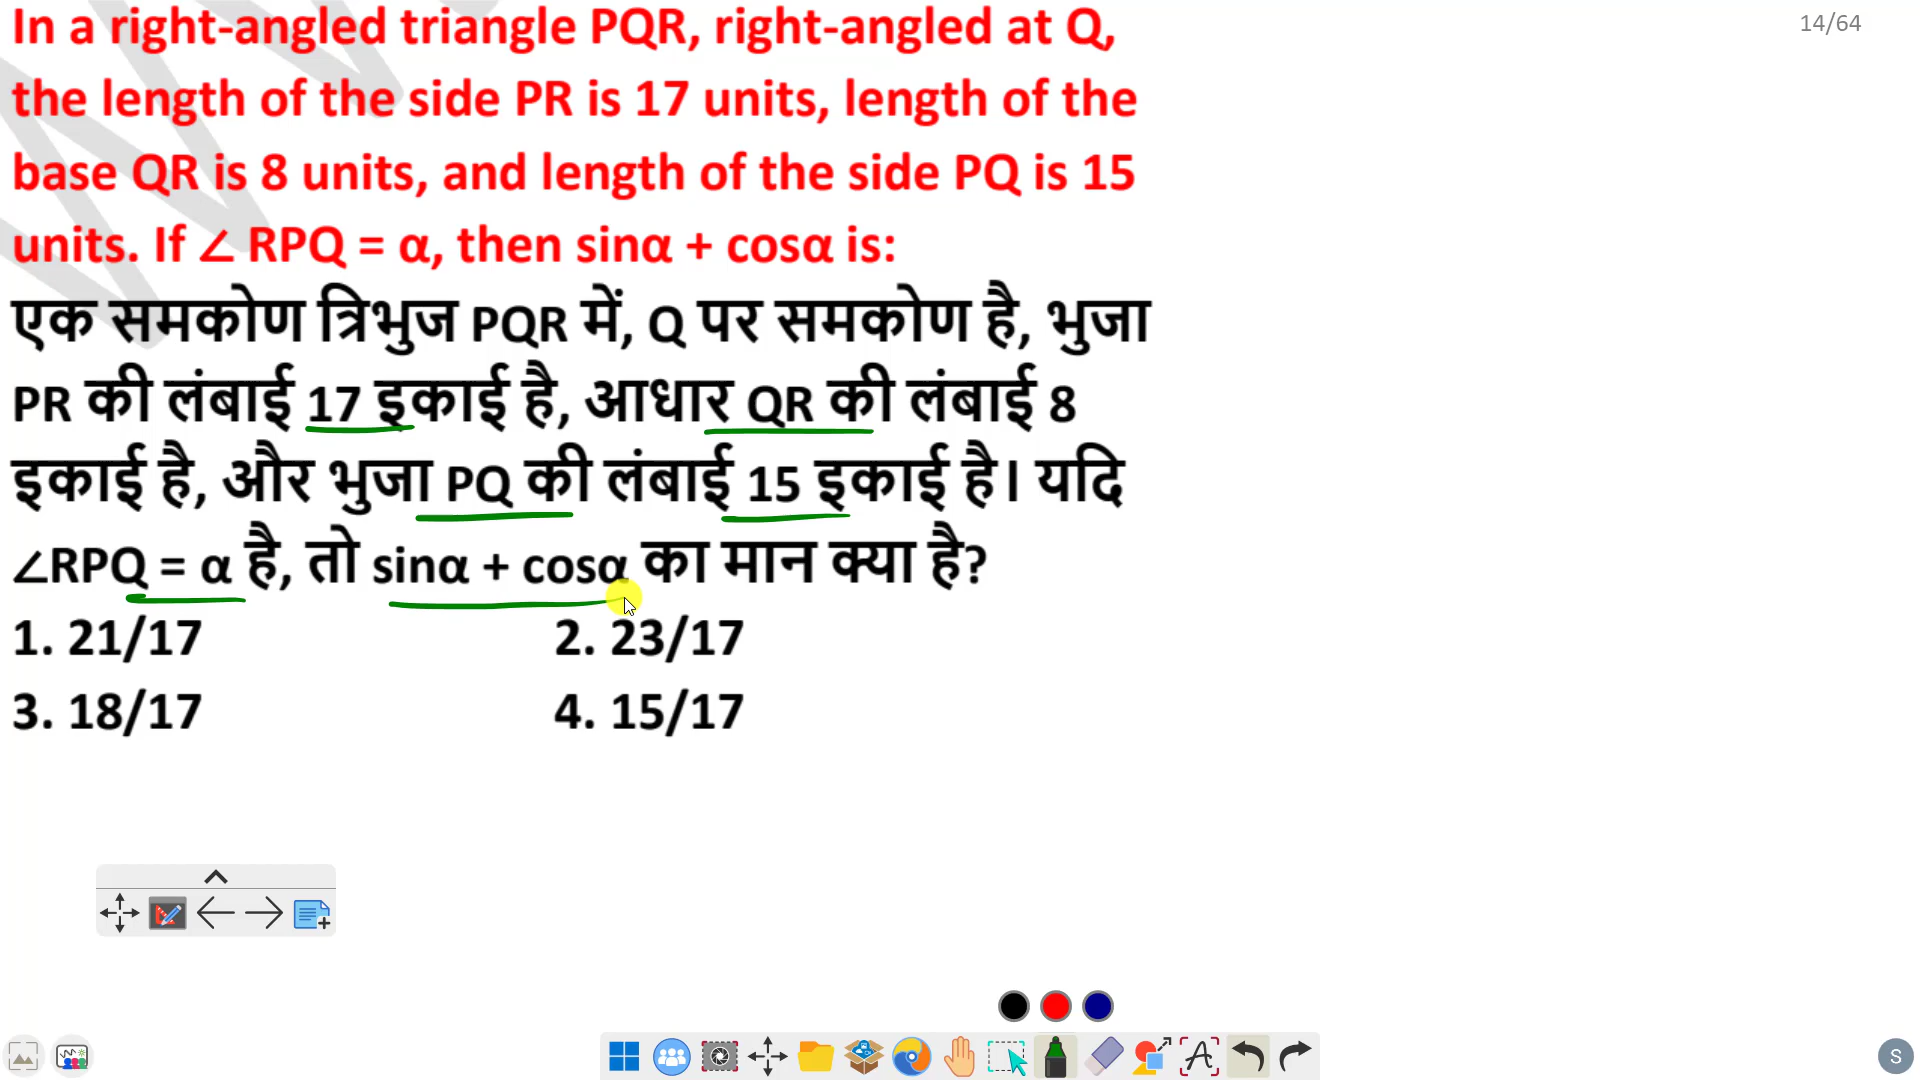 In a right-angled triangle PQR, right-angled at Q,
the length of the side PR is 17 units, length of the
base QR is 8 units, and length of the side PQ is 15
units. If ∠ RPQ = α, then sinα + cosα is:
एक समकोण त्रिभुज PQR में, Q पर समकोण है, भुजा
PR की लंबाई 17 इकाई है, आधार QR की लंबाई 8
इकाई है, और भुजा PQ की लंबाई 15 इकाई है। यदि
∠RPQ = α है, तो sinα + cosα का मान क्या है?
1. 21/17 2. 23/17
3. 18/17 4. 15/17
14/64
S